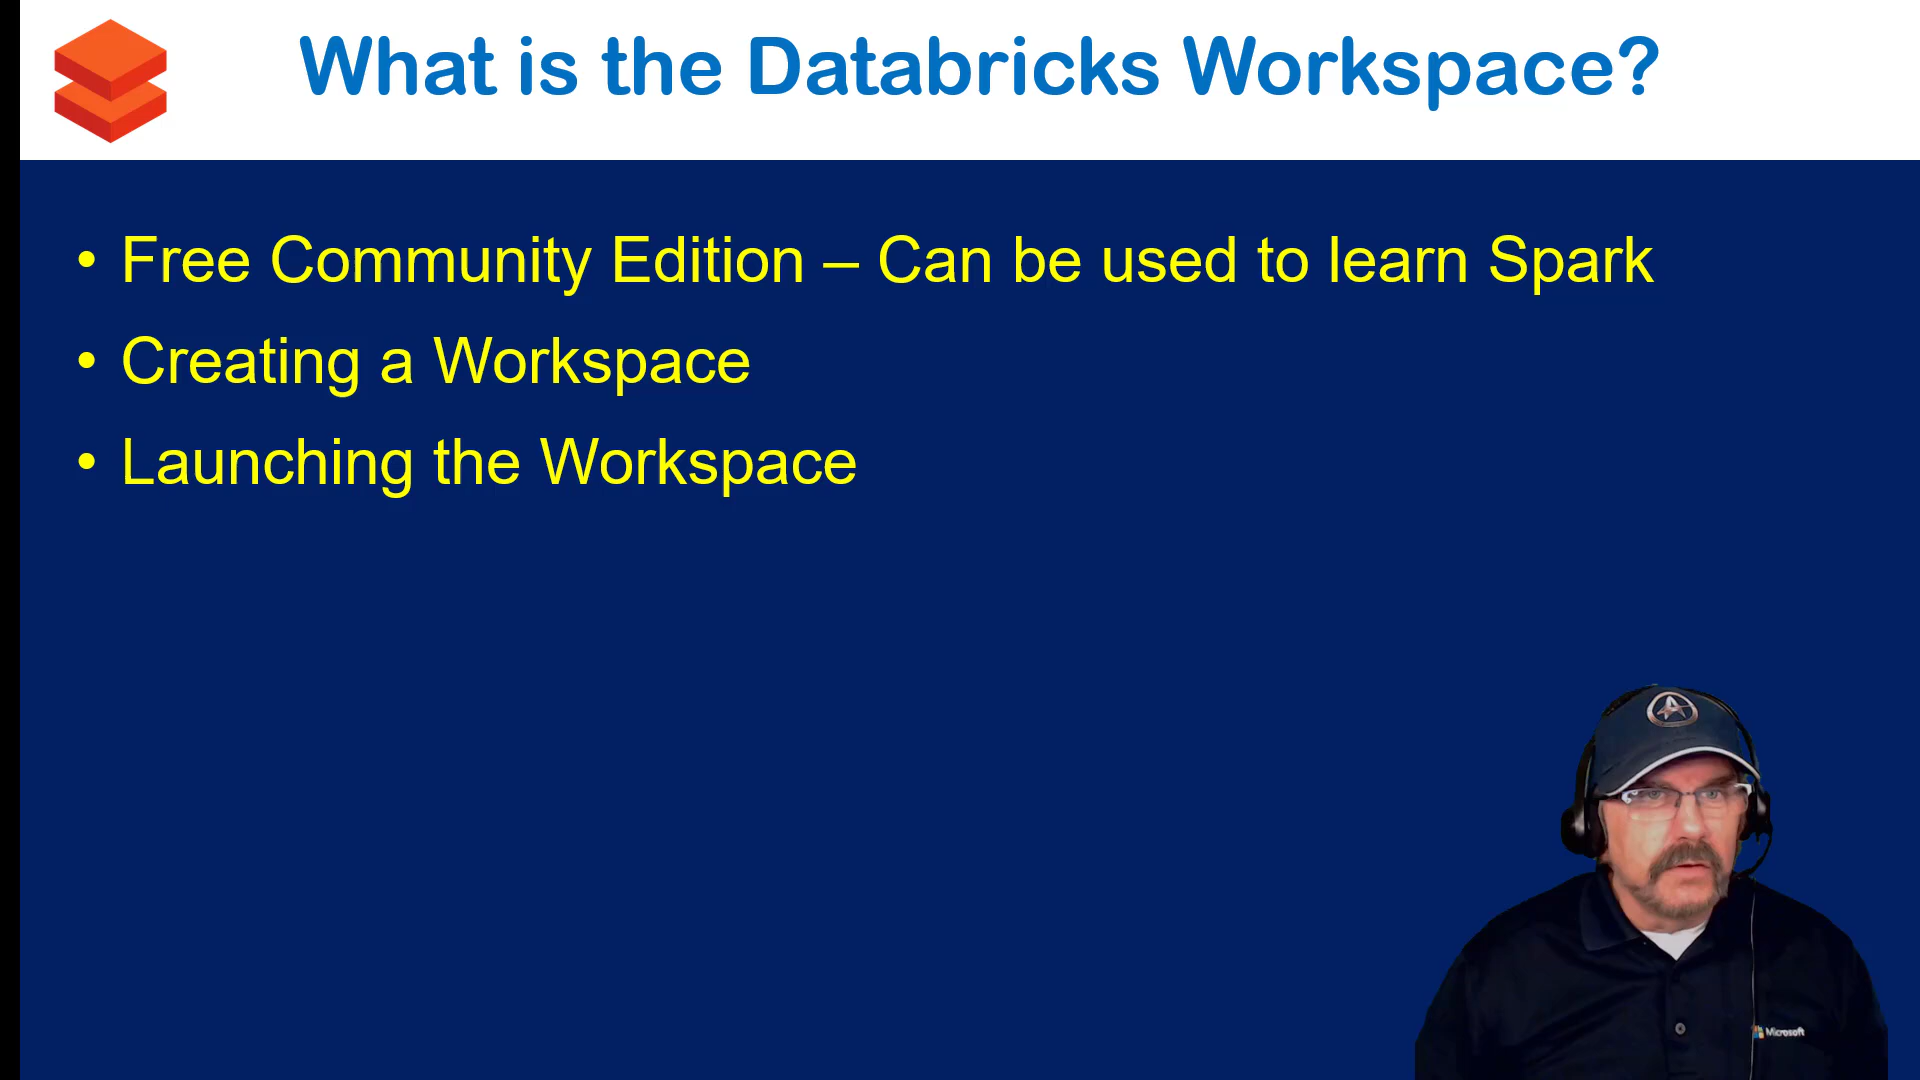 What is the Databricks Workspace?
• Free Community Edition – Can be used to learn Spark
• Creating a Workspace
• Launching the Workspace
Microsoft